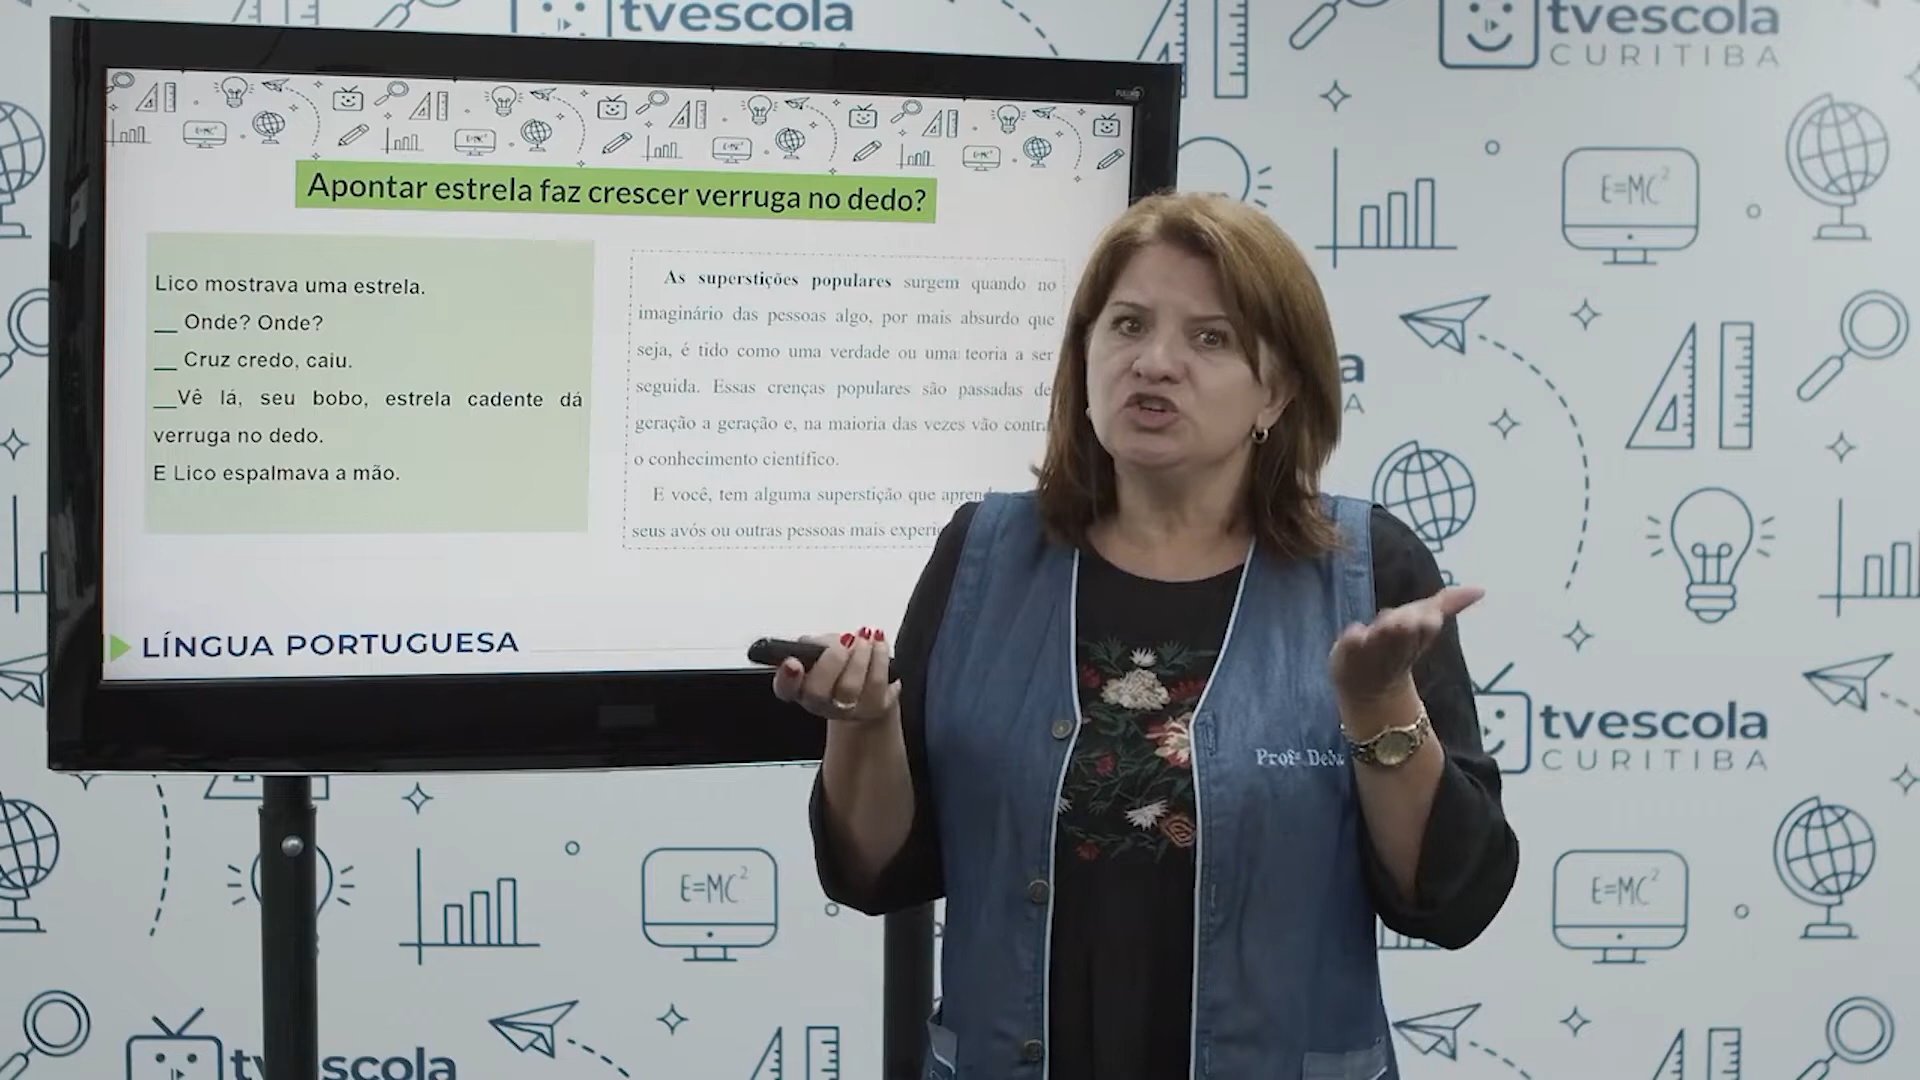 tvescola
tvescola
CURITIBA
E=MC²
Apontar estrela faz crescer verruga no dedo?
Lico mostrava uma estrela.
__ Onde? Onde?
__ Cruz credo, caiu.
__Vê lá, seu bobo, estrela cadente dá
verruga no dedo.
E Lico espalmava a mão.
As superstições populares surgem quando no
imaginário das pessoas algo, por mais absurdo que
seja, é tido como uma verdade ou uma teoria a ser
seguida. Essas crenças populares são passadas de
geração a geração e, na maioria das vezes vão
o conhecimento científico.
E você, tem alguma superstição que
seus avós ou outras pessoas mais
LÍNGUA PORTUGUESA
Profª
tvescola
CURITIBA
E=MC²
E=MC²